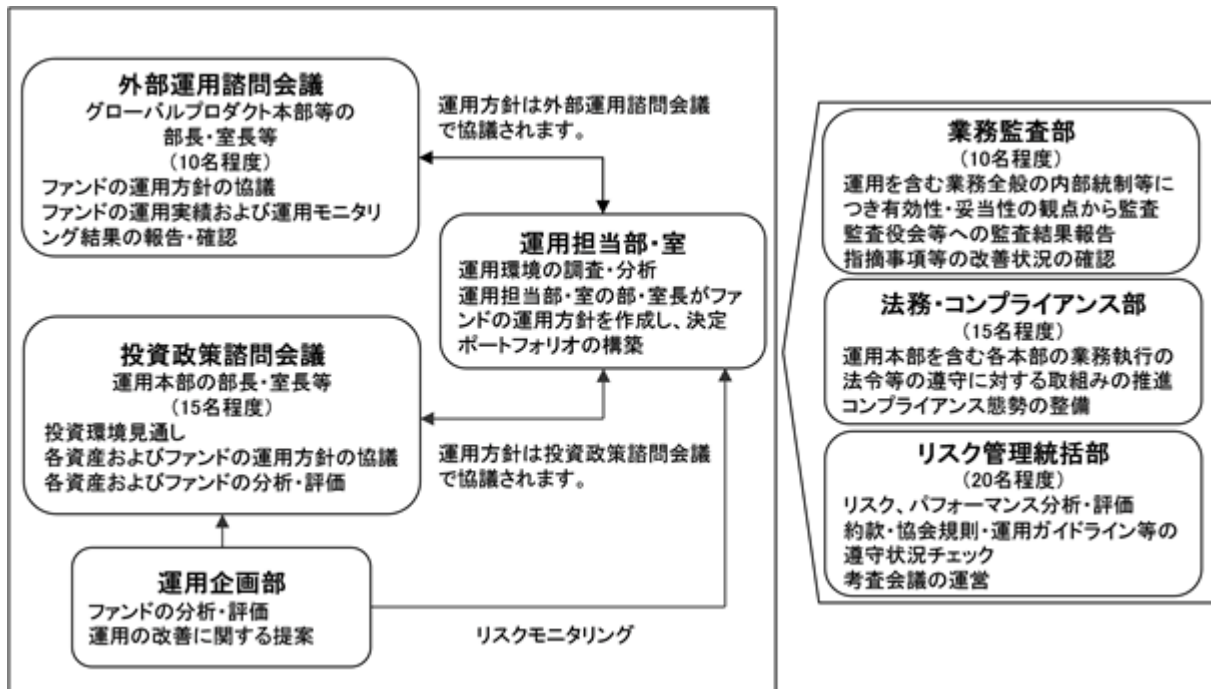 外部運用諮問会議
グローバルプロダクト本部等の
部長・室長等
(10名程度)
ファンドの運用方針の協議
ファンドの運用実績および運用モニタリ
ング結果の報告・確認
運用方針は外部運用諮問会議
で協議されます。
運用担当部・室
運用環境の調査・分析
運用担当部・室の部・室長がファ
ンドの運用方針を作成し、決定
ポートフォリオの構築
投資政策諮問会議
運用本部の部長・室長等
(15名程度)
投資環境見通し
各資産およびファンドの運用方針の協議
各資産およびファンドの分析・評価
運用方針は投資政策諮問会議
で協議されます。
運用企画部
ファンドの分析・評価
運用の改善に関する提案
リスクモニタリング
業務監査部
(10名程度)
運用を含む業務全般の内部統制等に
つき有効性・妥当性の観点から監査
監査役会等への監査結果報告
指摘事項等の改善状況の確認
法務・コンプライアンス部
(15名程度)
運用本部を含む各本部の業務執行の
法令等の遵守に対する取組みの推進
コンプライアンス態勢の整備
リスク管理統括部
(20名程度)
リスク、パフォーマンス分析・評価
約款・協会規則・運用ガイドライン等の
遵守状況チェック
考査会議の運営